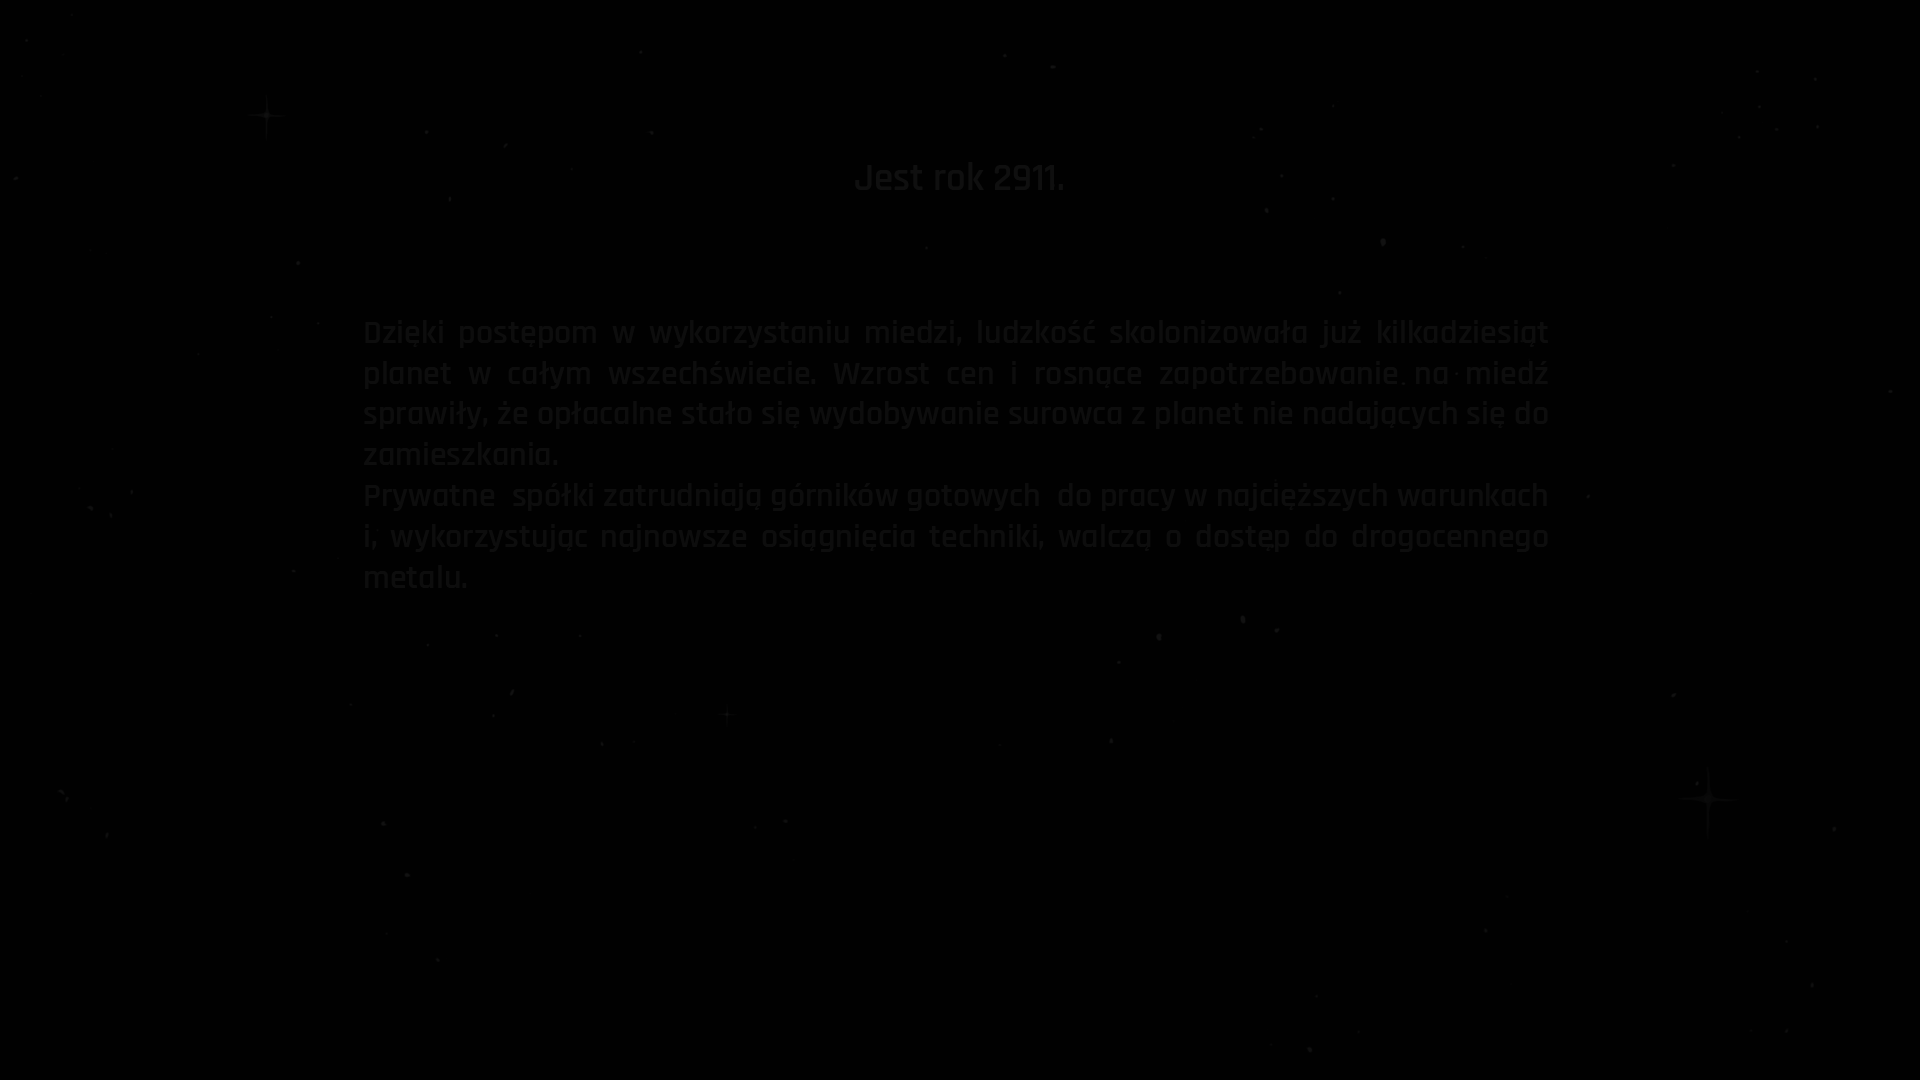 Jest rok 2911.
Dzięki postępom w wykorzystaniu miedzi, ludzkość skolonizowała już kilkadziesiąt
planet w całym wszechświecie. Wzrost cen i rosnące zapotrzebowanie na miedź
sprawiły, że opłacalne stało się wydobywanie surowca z planet nie nadających się do
zamieszkania.
Prywatne spółki zatrudniają górników gotowych do pracy w najcięższych warunkach
i, wykorzystując najnowsze osiągnięcia techniki, walczą o dostęp do drogocennego
metalu.